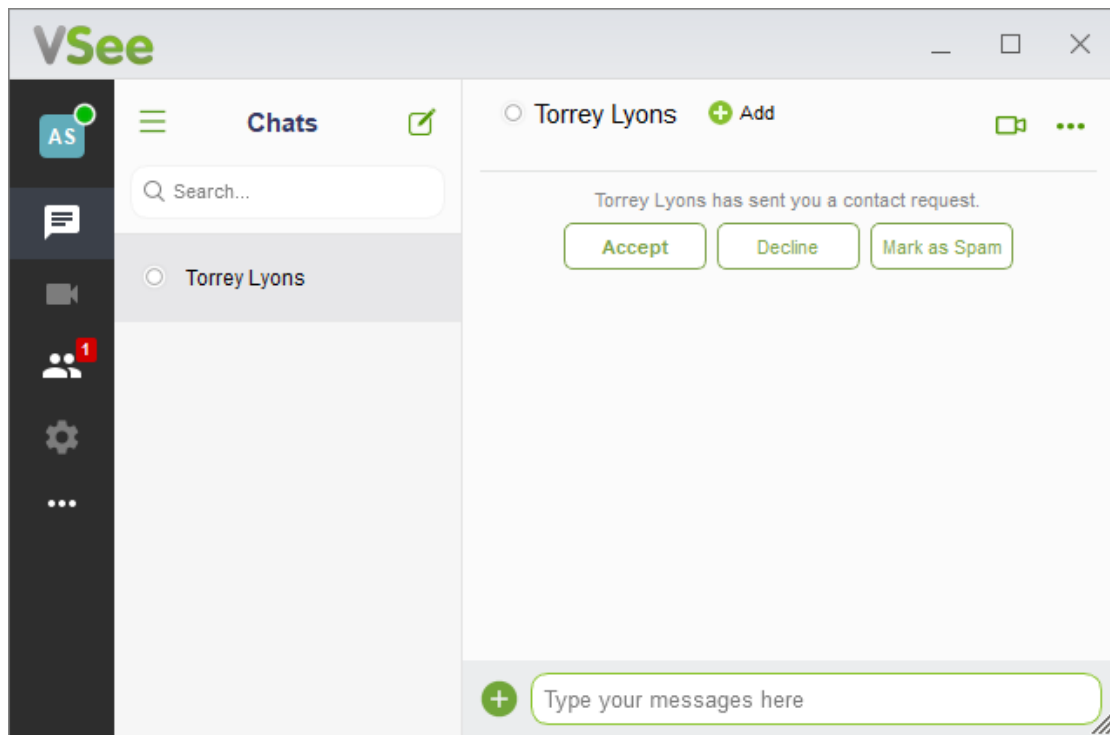 VSee
AS
Chats
Search...
Torrey Lyons
1
Torrey Lyons
Add
Torrey Lyons has sent you a contact request.
Accept
Decline
Mark as Spam
Type your messages here